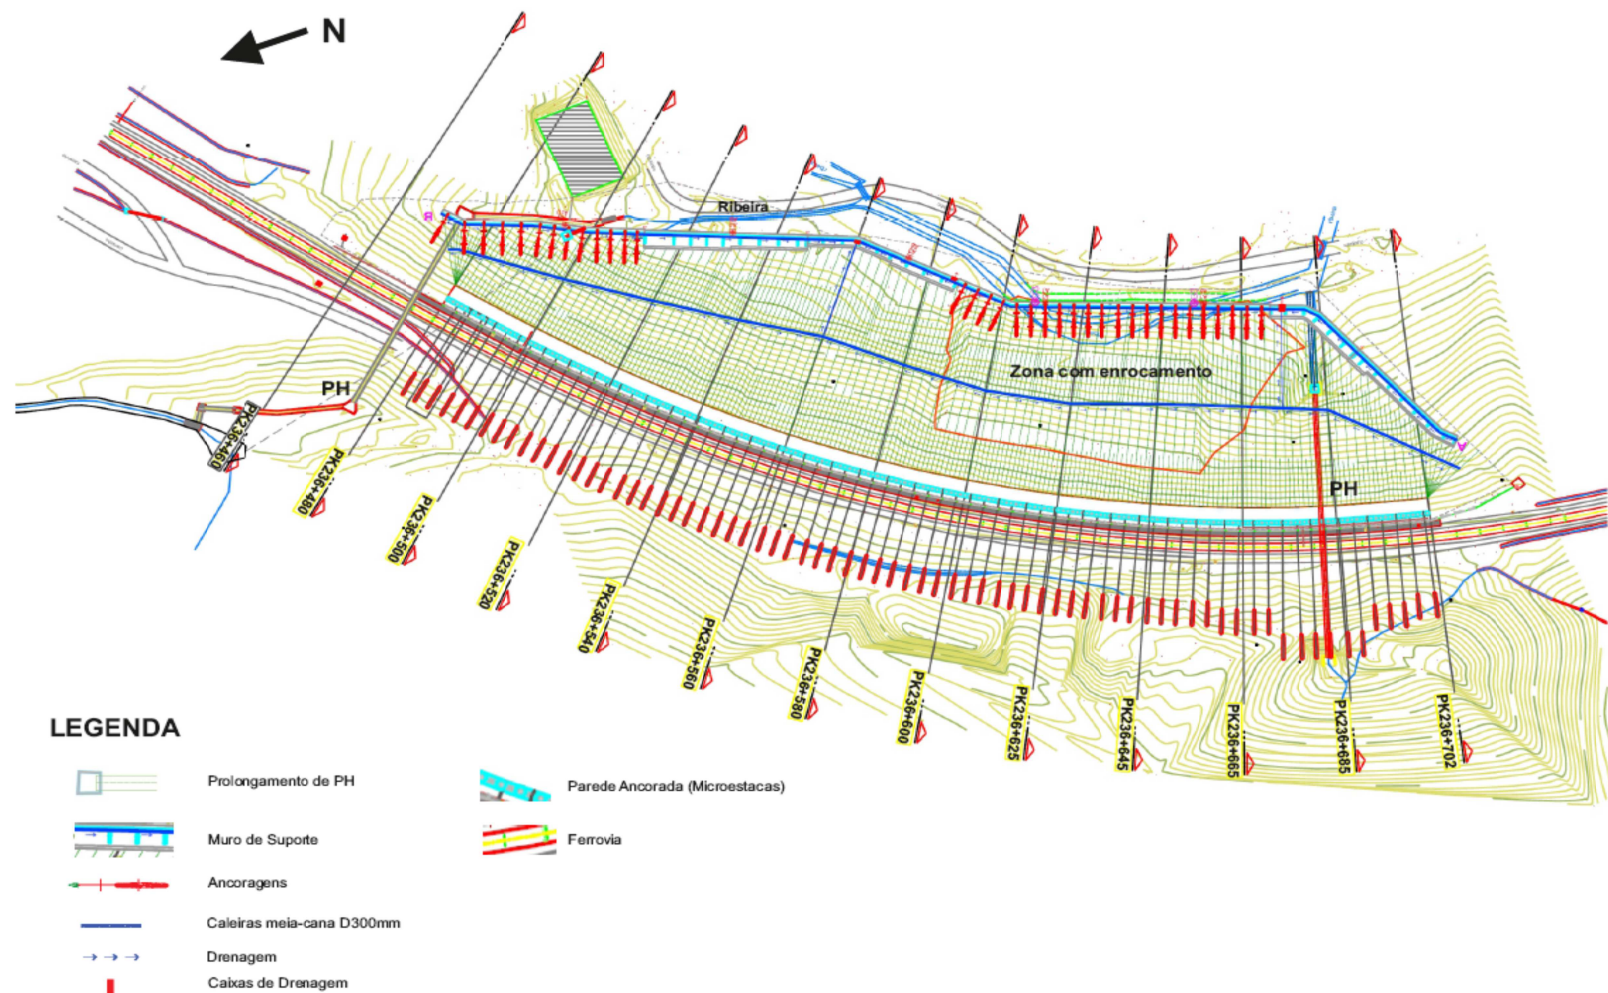 N
Ribeira
Zona com enrocamento
PH
PH
PK236+460
PK236+480
PK236+500
PK236+520
PK236+540
PK236+560
PK236+580
PK236+600
PK236+625
PK236+645
PK236+665
PK236+685
PK236+702
LEGENDA
Prolongamento de PH
Muro de Suporte
Ancoragens
Caleiras meia-cana D300mm
Drenagem
Caixas de Drenagem
Parede Ancorada (Microestacas)
Ferrovia